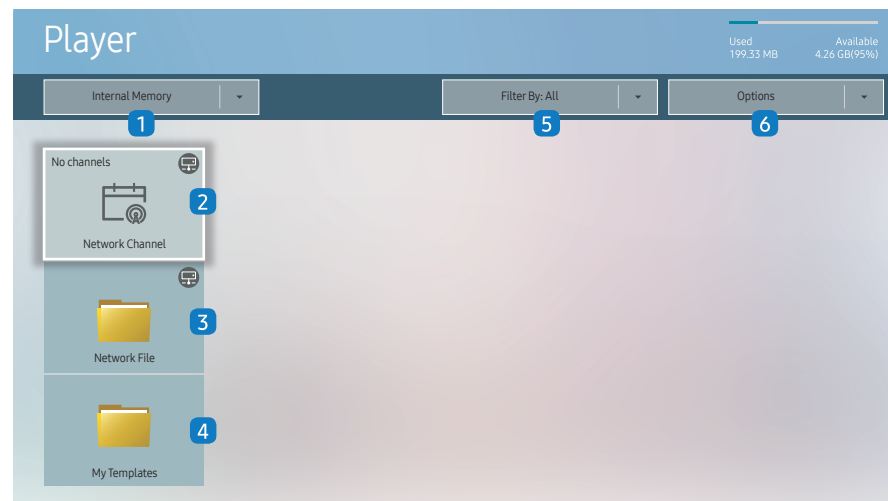 Player
Used
Available
199.33 MB
4.26 GB(95%)
Internal Memory
Filter By: All
Options
1
5
6
No channels
2
Network Channel
3
Network File
4
My Templates